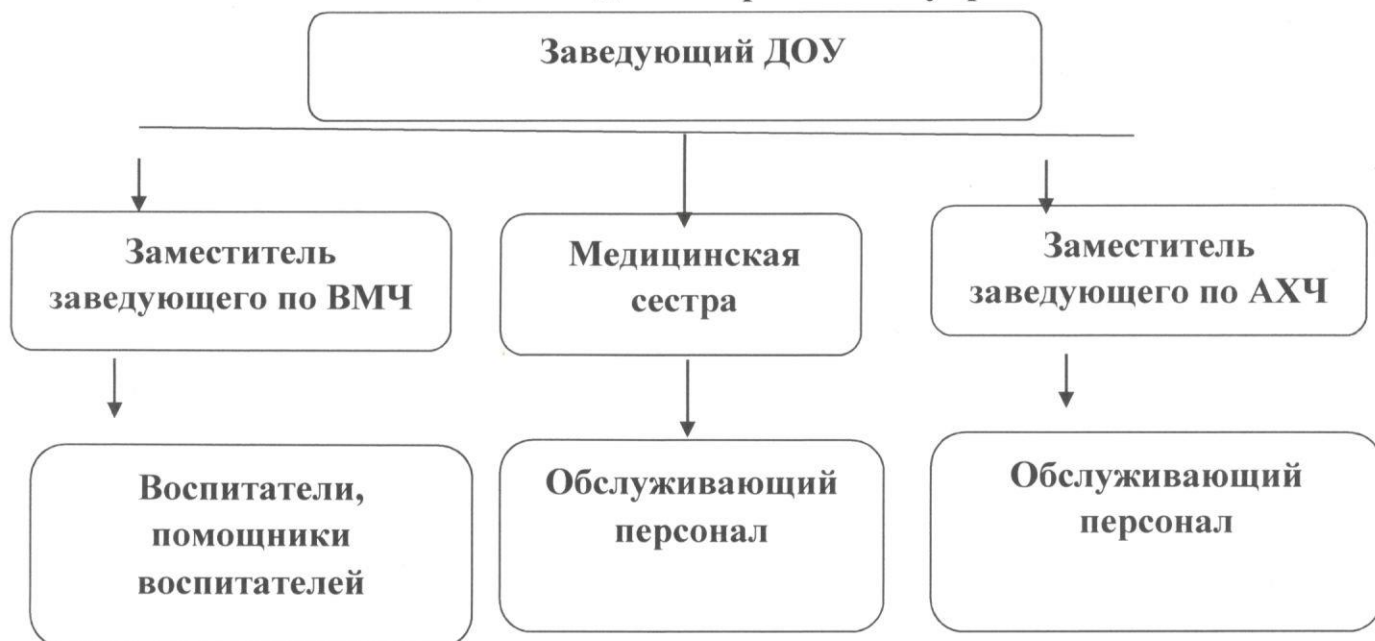 Заведующий ДОУ
Заместитель
заведующего по ВМЧ
Медицинская
сестра
Заместитель
заведующего по АХЧ
Воспитатели,
помощники
воспитателей
Обслуживающий
персонал
Обслуживающий
персонал